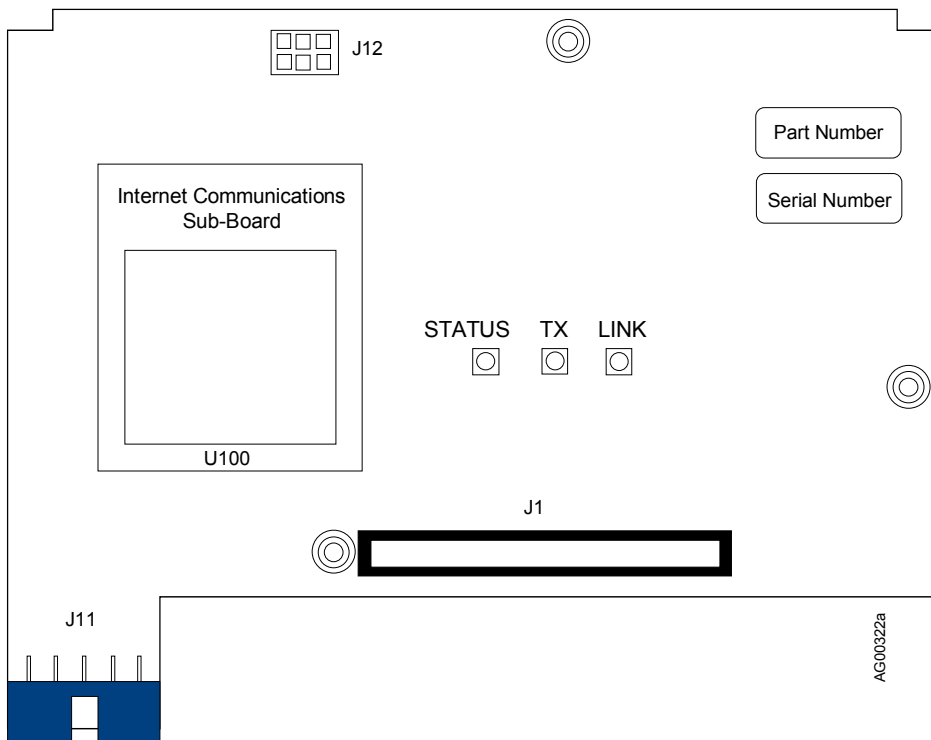 J12
Part Number
Internet Communications
Sub-Board
Serial Number
STATUS TX LINK
U100
J1
J11
AG00322a